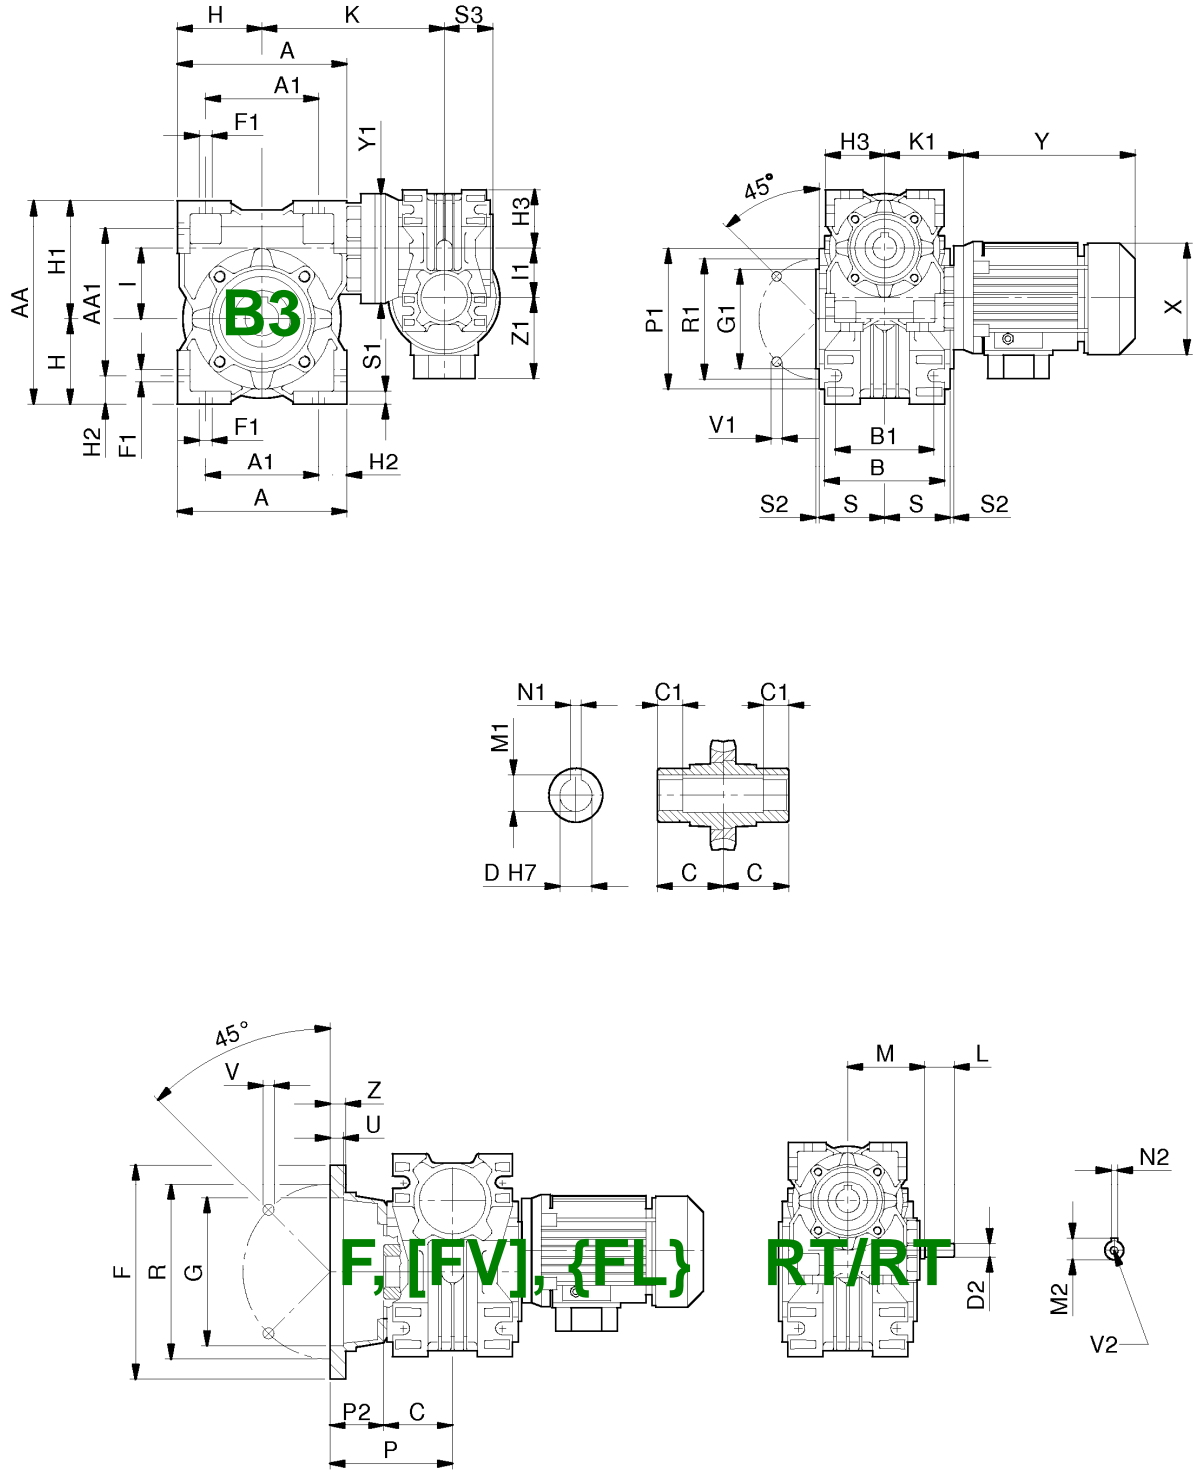 H K S3
A
A1
F1
Y1
H3
H1
AA1
I
AA
I1
Z1
B3
S1
H
H2
F1
F1
A1
H2
A
H3 K1 Y
45°
P1
R1
G1
X
V1
B1
B
S2 S S S2
N1
M1
D H7
C1 C1
C C
45°
V
Z
U
F
R
G
F, [FV], {FL}
P2 C
P
M L
RT/RT
D2
N2
M2
V2